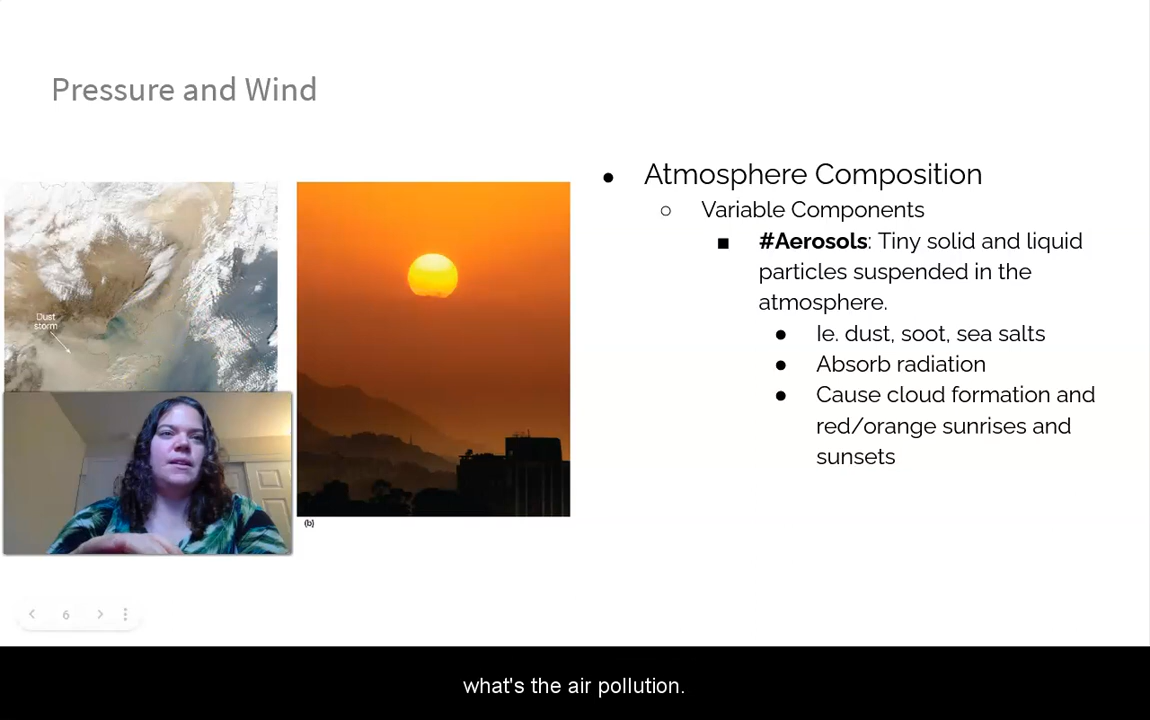 Pressure and Wind
Dust
storm
(b)
● Atmosphere Composition
○ Variable Components
■ #Aerosols: Tiny solid and liquid
particles suspended in the
atmosphere.
● Ie. dust, soot, sea salts
● Absorb radiation
● Cause cloud formation and
red/orange sunrises and
sunsets
6
what's the air pollution.